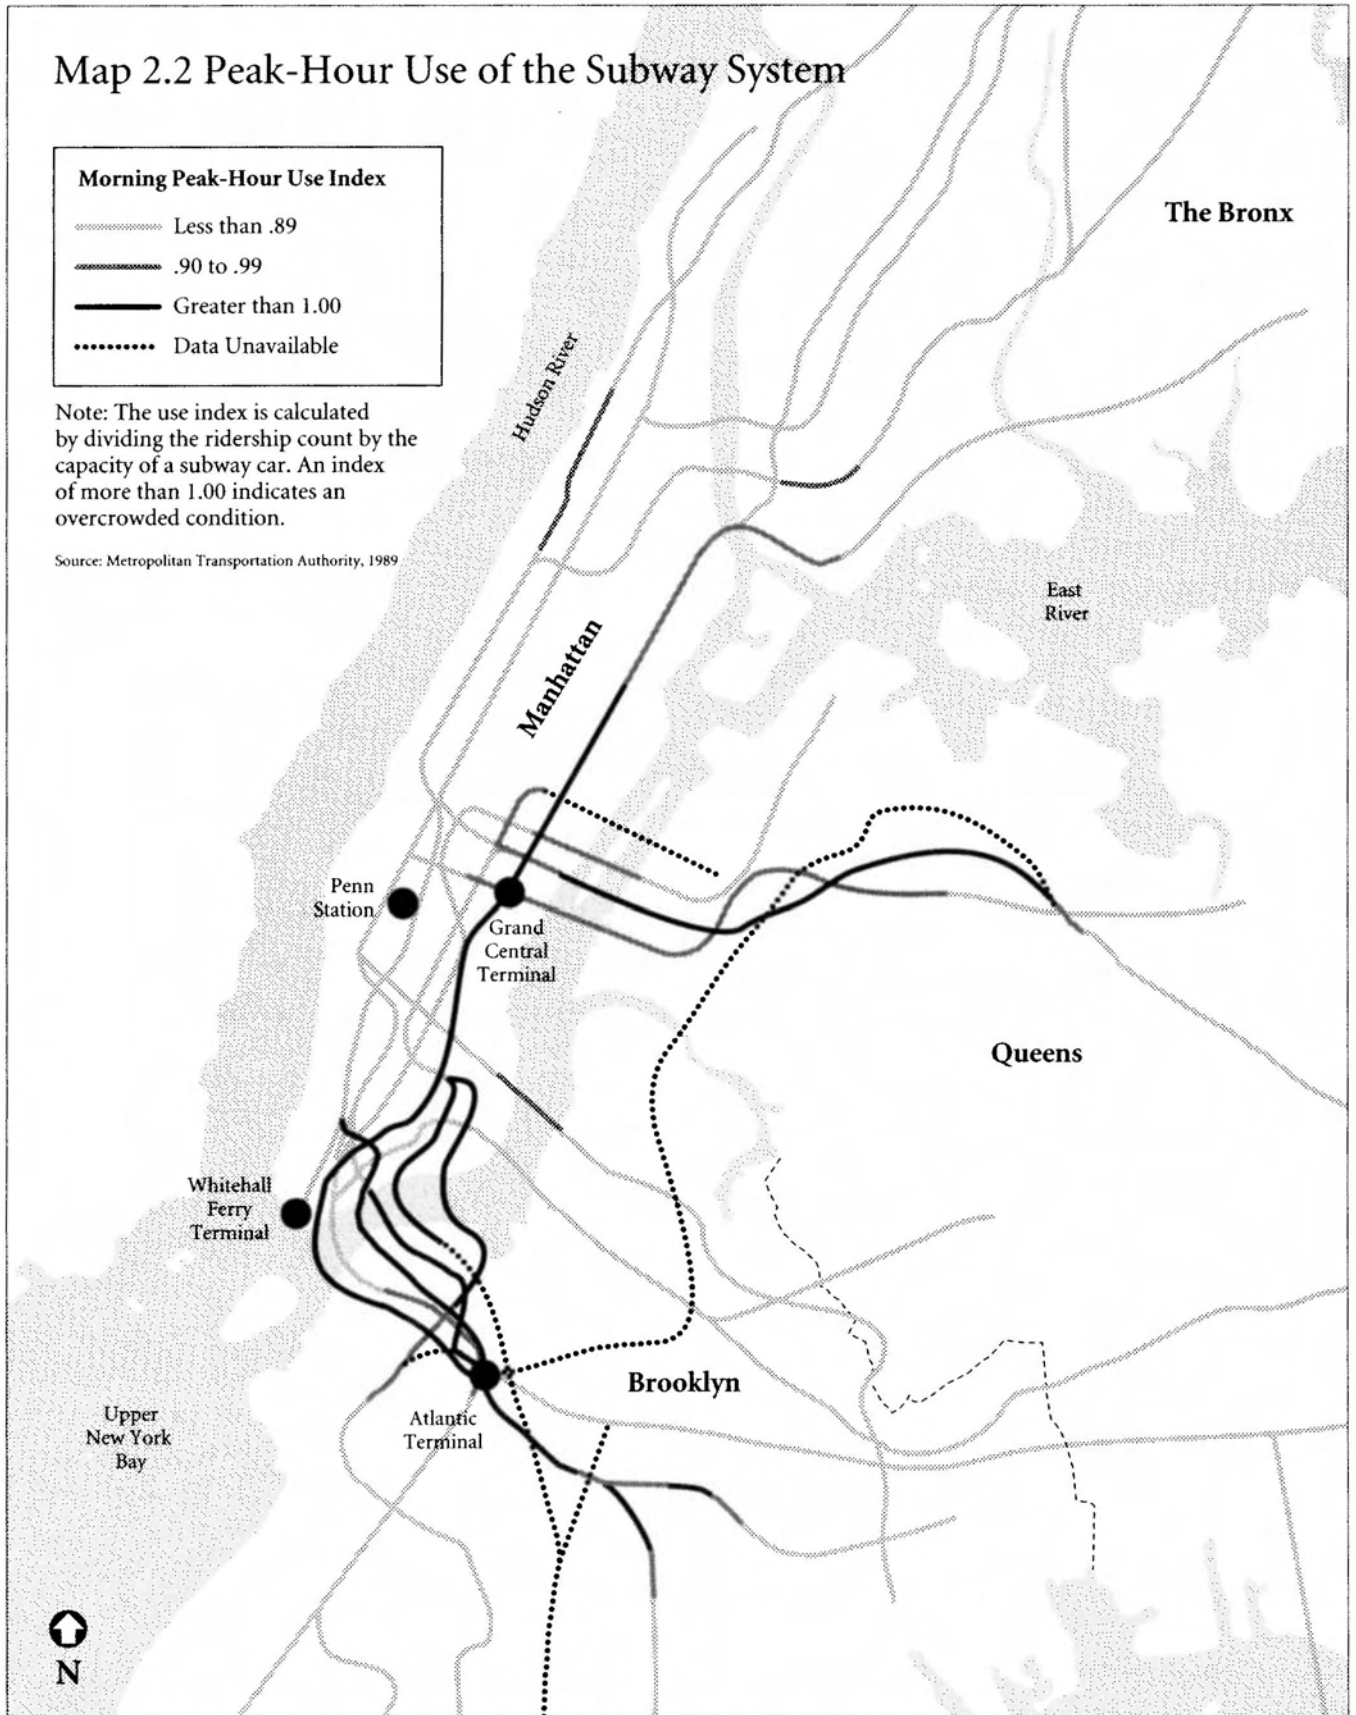 Map 2.2 Peak-Hour Use of the Subway System
Morning Peak-Hour Use Index
Less than .89
.90 to .99
Greater than 1.00
Data Unavailable
Note: The use index is calculated
by dividing the ridership count by the
capacity of a subway car. An index
of more than 1.00 indicates an
overcrowded condition.
Source: Metropolitan Transportation Authority, 1989
The Bronx
Hudson River
East
River
Manhattan
Penn
Station
Grand
Central
Terminal
Queens
Whitehall
Ferry
Terminal
Brooklyn
Upper
New York
Bay
Atlantic
Terminal
N